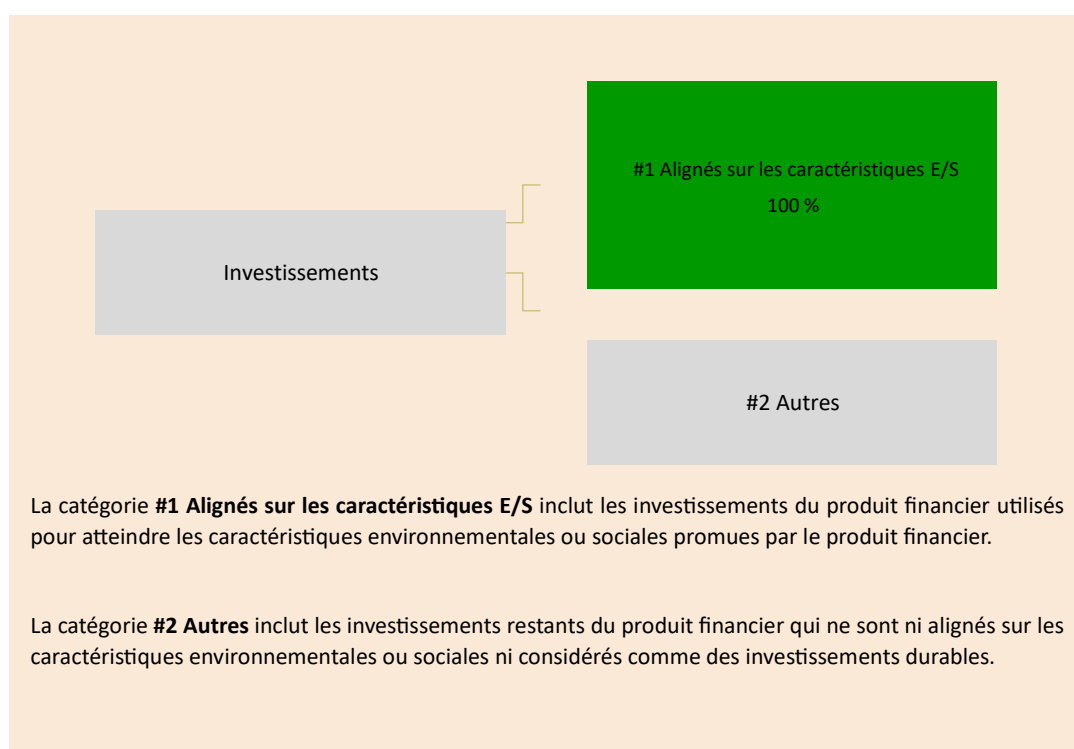 #1 Alignés sur les caractéristiques E/S
100 %
Investissements
#2 Autres
La catégorie #1 Alignés sur les caractéristiques E/S inclut les investissements du produit financier utilisés
pour atteindre les caractéristiques environnementales ou sociales promues par le produit financier.
La catégorie #2 Autres inclut les investissements restants du produit financier qui ne sont ni alignés sur les
caractéristiques environnementales ou sociales ni considérés comme des investissements durables.